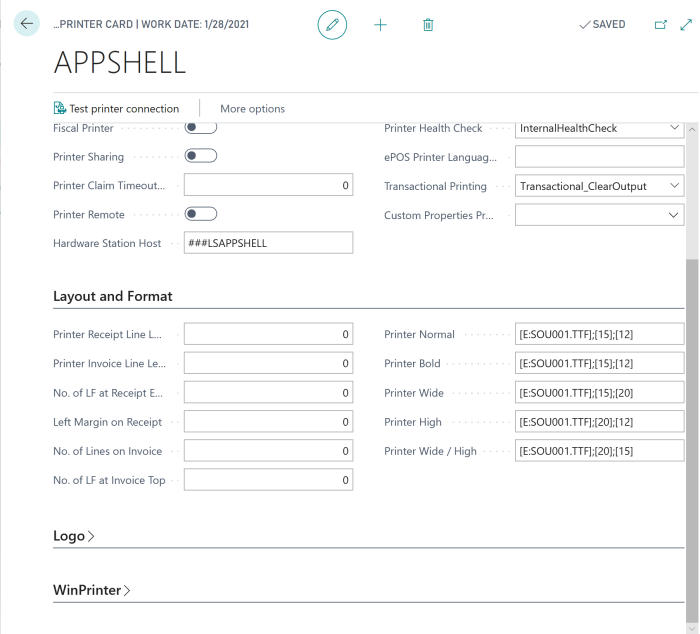 ...PRINTER CARD | WORK DATE: 1/28/2021
SAVED
APPSHELL
Test printer connection
More options
Fiscal Printer
Printer Sharing
Printer Claim Timeout... 0
Printer Remote
Hardware Station Host ###LSAPPSHELL
Printer Health Check InternalHealthCheck
ePOS Printer Languag...
Transactional Printing Transactional_ClearOutput
Custom Properties Pr...
Layout and Format
Printer Receipt Line L... 0
Printer Invoice Line Le... 0
No. of LF at Receipt E... 0
Left Margin on Receipt 0
No. of Lines on Invoice 0
No. of LF at Invoice Top 0
Printer Normal [E:SOU001.TTF];[15];[12]
Printer Bold [E:SOU001.TTF];[15];[12]
Printer Wide [E:SOU001.TTF];[15];[20]
Printer High [E:SOU001.TTF];[20];[12]
Printer Wide / High [E:SOU001.TTF];[20];[15]
Logo
WinPrinter